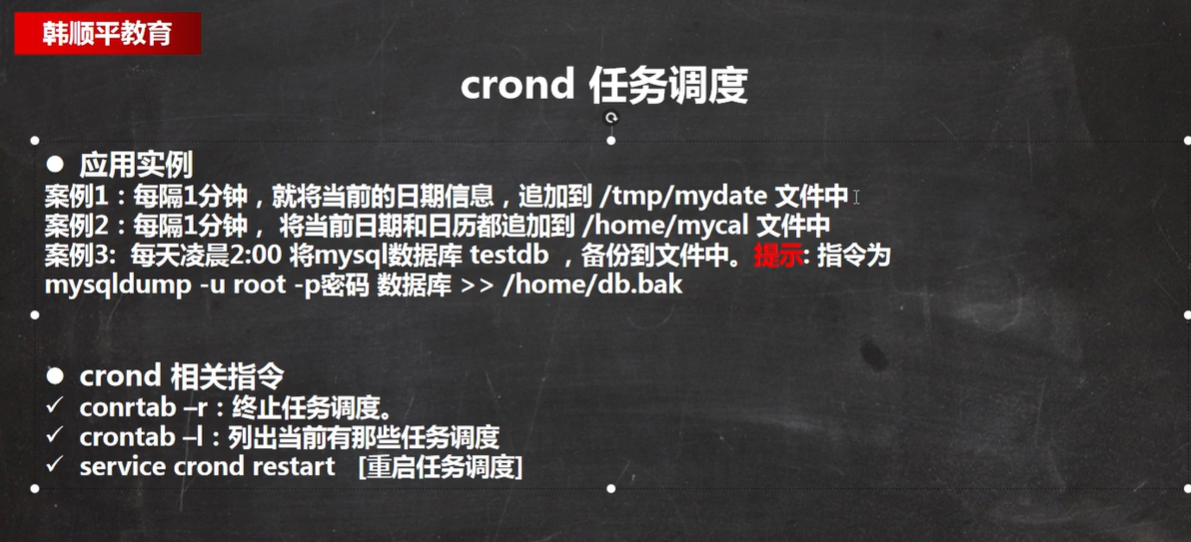 韩顺平教育
crond 任务调度
● 应用实例
案例1：每隔1分钟，就将当前的日期信息，追加到 /tmp/mydate 文件中
案例2：每隔1分钟， 将当前日期和日历都追加到 /home/mycal 文件中
案例3:  每天凌晨2:00 将mysql数据库 testdb ，备份到文件中。提示: 指令为
mysqldump -u root -p密码 数据库 >> /home/db.bak
● crond 相关指令
✓ conrtab –r：终止任务调度。
✓ crontab –l：列出当前有那些任务调度
✓ service crond restart   [重启任务调度]